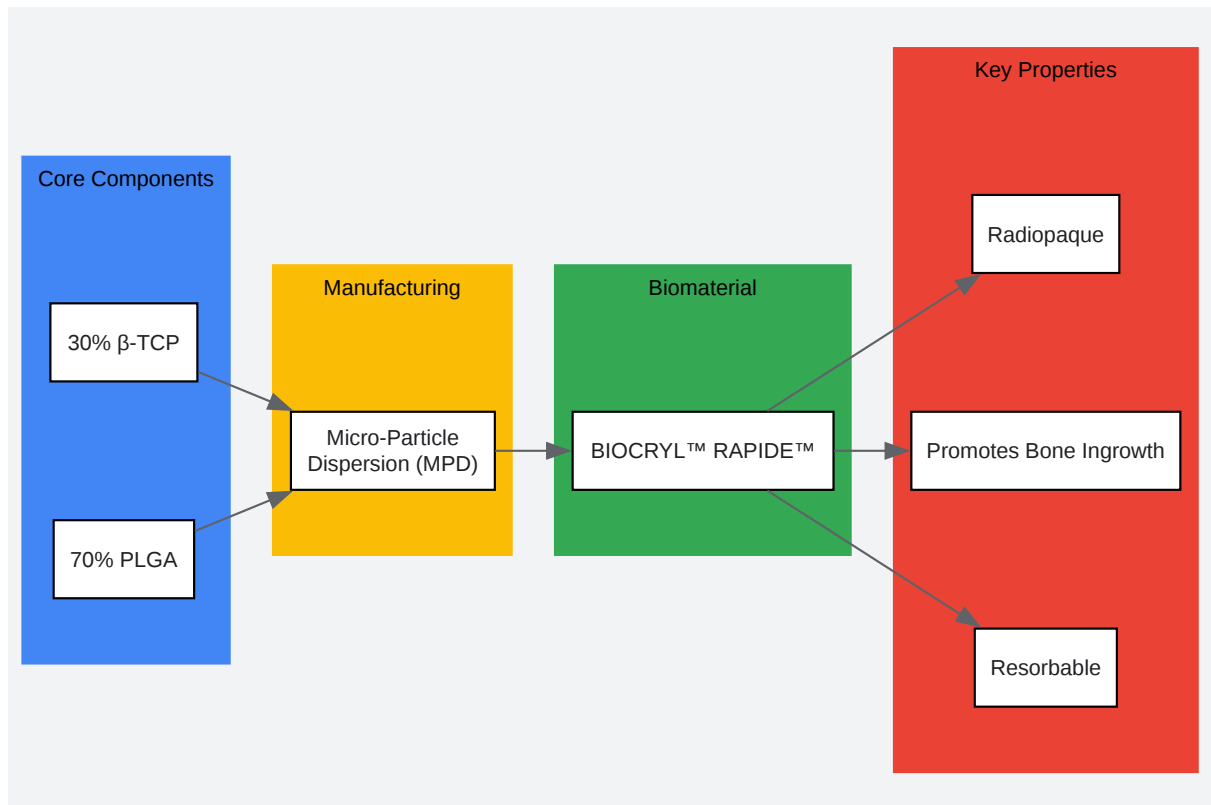 Core Components
30% β-TCP
70% PLGA
Manufacturing
Micro-Particle
Dispersion (MPD)
Biomaterial
BIOCRYL™ RAPIDE™
Key Properties
Radiopaque
Promotes Bone Ingrowth
Resorbable